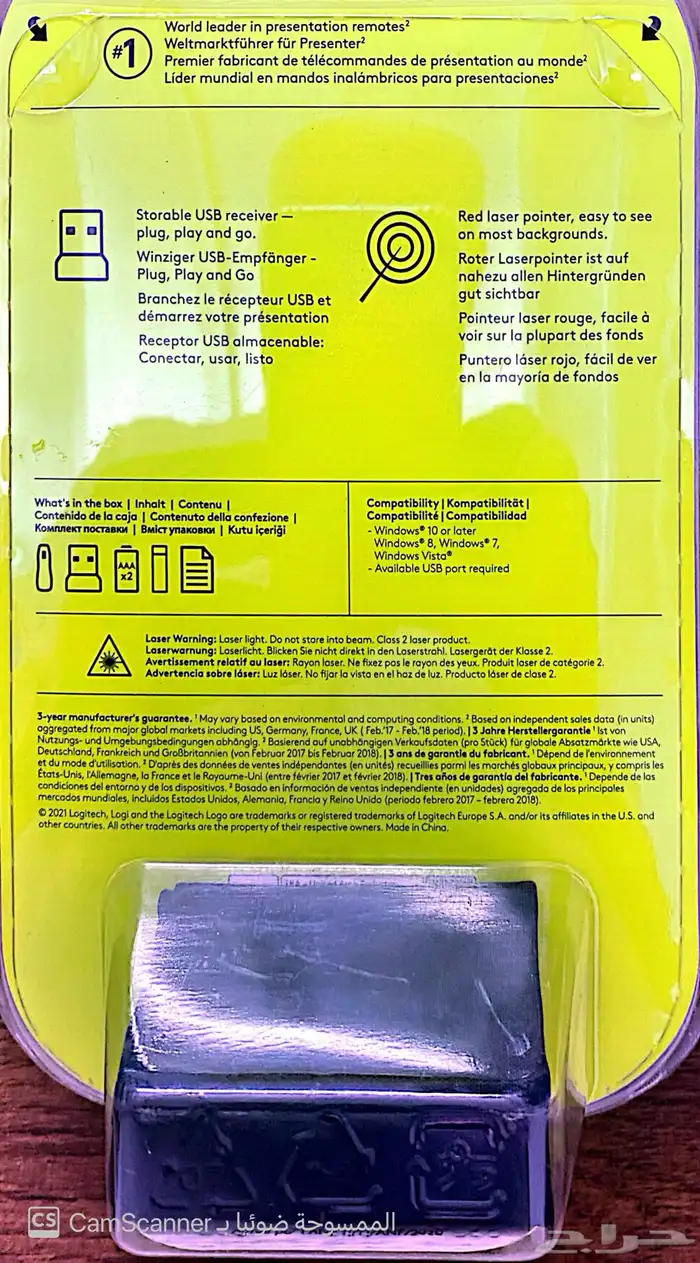 #1
World leader in presentation remotes²
Weltmarktführer für Presenter²
Premier fabricant de télécommandes de présentation au monde²
Líder mundial en mandos inalámbricos para presentaciones²
Storable USB receiver —
plug, play and go.
Winziger USB-Empfänger -
Plug, Play and Go
Branchez le récepteur USB et
démarrez votre présentation
Receptor USB almacenable:
Conectar, usar, listo
Red laser pointer, easy to see
on most backgrounds.
Roter Laserpointer ist auf
nahezu allen Hintergründen
gut sichtbar
Pointeur laser rouge, facile à
voir sur la plupart des fonds
Puntero láser rojo, fácil de ver
en la mayoría de fondos
What's in the box | Inhalt | Contenu |
Contenido de la caja | Contenuto della confezione |
Комплект поставки | Вміст упаковки | Kutu içeriği
AAA
x2
Compatibility | Kompatibilität |
Compatibilité | Compatibilidad
- Windows® 10 or later
Windows® 8, Windows® 7,
Windows Vista®
- Available USB port required
Laser Warning: Laser light. Do not stare into beam. Class 2 laser product.
Laserwarnung: Laserlicht. Blicken Sie nicht direkt in den Laserstrahl. Lasergerät der Klasse 2.
Avertissement relatif au laser: Rayon laser. Ne fixez pas le rayon des yeux. Produit laser de catégorie 2.
Advertencia sobre láser: Luz láser. No fijar la vista en el haz de luz. Producto láser de clase 2.
3-year manufacturer's guarantee. ¹ May vary based on environmental and computing conditions. ² Based on independent sales data (in units)
aggregated from major global markets including US, Germany, France, UK ( Feb.'17 - Feb.'18 period). | 3 Jahre Herstellergarantie ¹ Ist von
Nutzungs- und Umgebungsbedingungen abhängig. ² Basierend auf unabhängigen Verkaufsdaten (pro Stück) für globale Absatzmärkte wie USA,
Deutschland, Frankreich und Großbritannien (von Februar 2017 bis Februar 2018). | 3 ans de garantie du fabricant. ¹ Dépend de l'environnement
et du mode d'utilisation. ² D'après des données de ventes indépendantes (en unités) recueillies parmi les marchés globaux principaux, y compris les
États-Unis, l'Allemagne, la France et le Royaume-Uni (entre février 2017 et février 2018). | Tres años de garantía del fabricante. ¹ Depende de las
condiciones del entorno y de los dispositivos. ² Basado en información de ventas independiente (en unidades) agregada de los principales
mercados mundiales, incluidos Estados Unidos, Alemania, Francia y Reino Unido (periodo febrero 2017 - febrero 2018).
© 2021 Logitech, Logi and the Logitech Logo are trademarks or registered trademarks of Logitech Europe S.A. and/or its affiliates in the U.S. and
other countries. All other trademarks are the property of their respective owners. Made in China.
CS الممسوحة ضوئيا بـ CamScanner
حراج